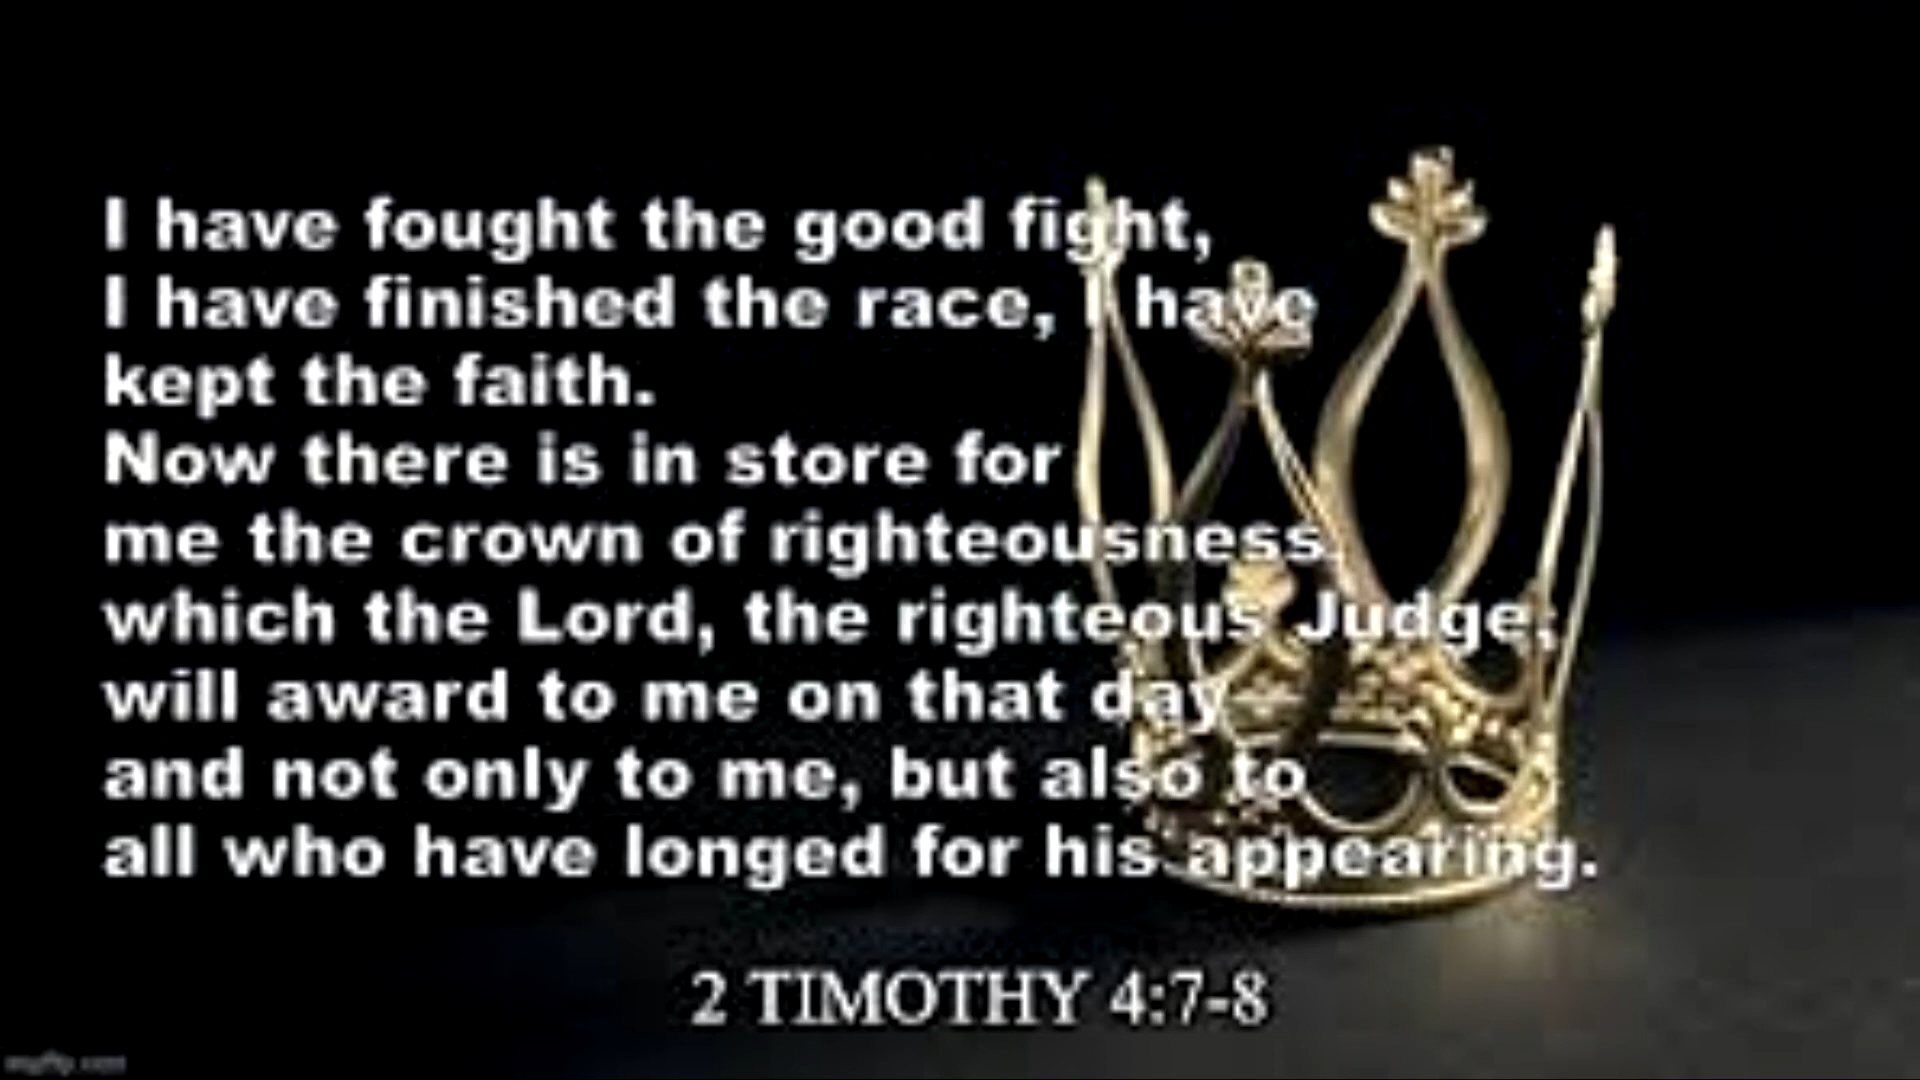 I have fought the good fight,
I have finished the race, I have
kept the faith.
Now there is in store for
me the crown of righteousness,
which the Lord, the righteous Judge,
will award to me on that day
and not only to me, but also to
all who have longed for his appearing.
2 TIMOTHY 4:7-8
imgflip.com